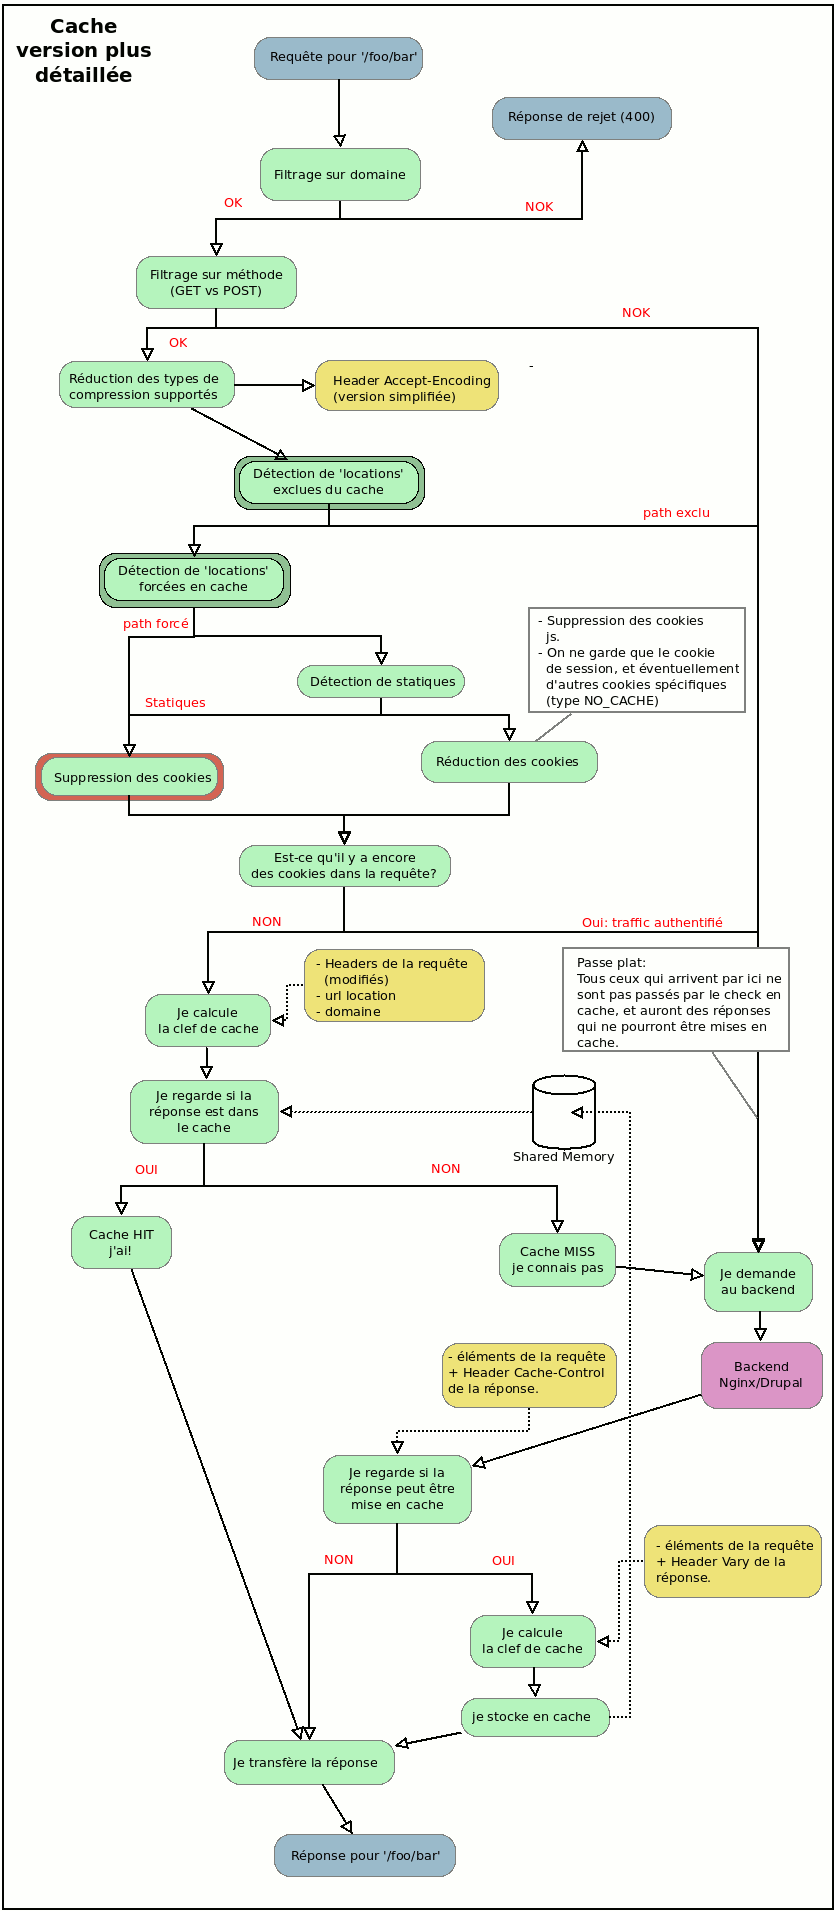 Cache
version plus
détaillée
Requête pour '/foo/bar'
Réponse de rejet (400)
Filtrage sur domaine
OK
NOK
Filtrage sur méthode
(GET vs POST)
NOK
OK
Réduction des types de
compression supportés
Header Accept-Encoding
(version simplifiée)
-
Détection de 'locations'
exclues du cache
path exclu
Détection de 'locations'
forcées en cache
path forcé
- Suppression des cookies
js.
- On ne garde que le cookie
de session, et éventuellement
d'autres cookies spécifiques
(type NO_CACHE)
Détection de statiques
Statiques
Suppression des cookies
Réduction des cookies
Est-ce qu'il y a encore
des cookies dans la requête?
NON
Oui: traffic authentifié
- Headers de la requête
(modifiés)
- url location
- domaine
Passe plat:
Tous ceux qui arrivent par ici ne
sont pas passés par le check en
cache, et auront des réponses
qui ne pourront être mises en
cache.
Je calcule
la clef de cache
Je regarde si la
réponse est dans
le cache
Shared Memory
OUI
NON
Cache HIT
j'ai!
Cache MISS
je connais pas
Je demande
au backend
- éléments de la requête
+ Header Cache-Control
de la réponse.
Backend
Nginx/Drupal
Je regarde si la
réponse peut être
mise en cache
NON
OUI
- éléments de la requête
+ Header Vary de la
réponse.
Je calcule
la clef de cache
je stocke en cache
Je transfère la réponse
Réponse pour '/foo/bar'